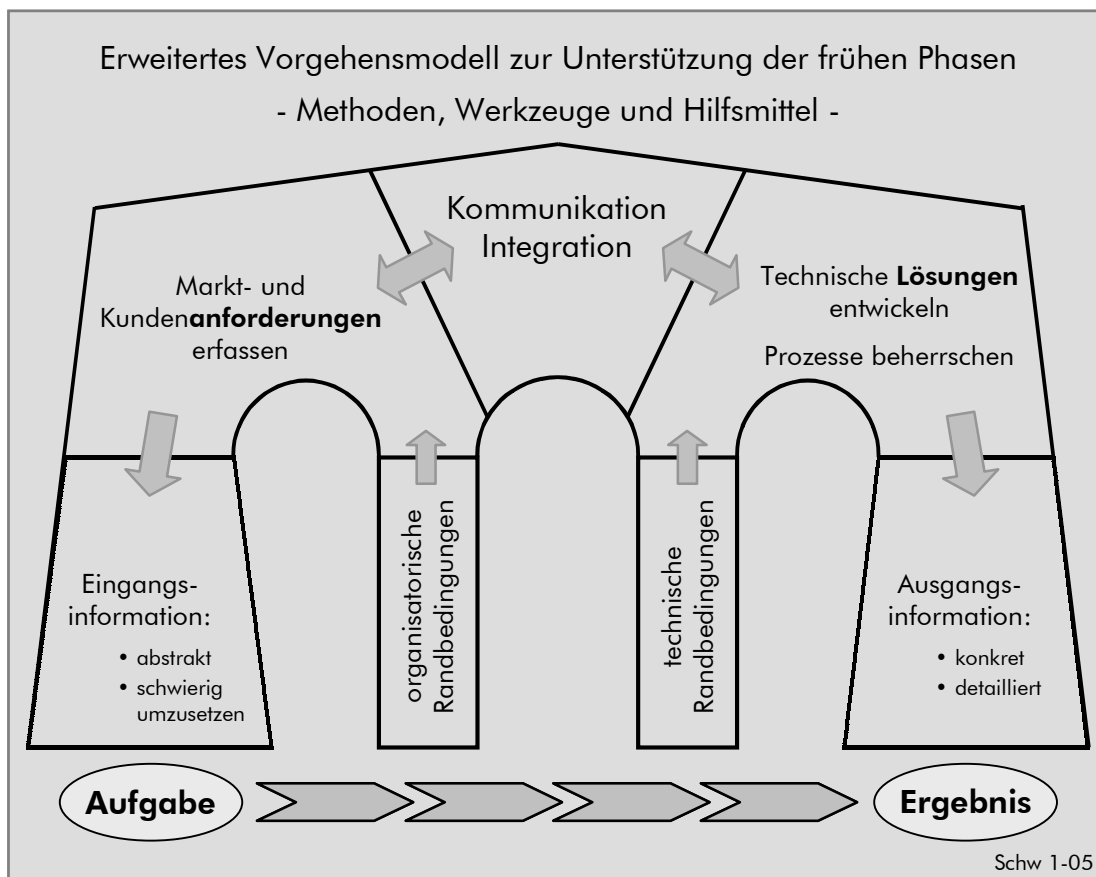 Erweitertes Vorgehensmodell zur Unterstützung der frühen Phasen
- Methoden, Werkzeuge und Hilfsmittel -
Kommunikation
Integration
Markt- und
Kundenanforderungen
erfassen
Technische Lösungen
entwickeln
Prozesse beherrschen
Eingangs-
information:
• abstrakt
• schwierig
umzusetzen
organisatorische
Randbedingungen
technische
Randbedingungen
Ausgangs-
information:
• konkret
• detailliert
Aufgabe
Ergebnis
Schw 1-05